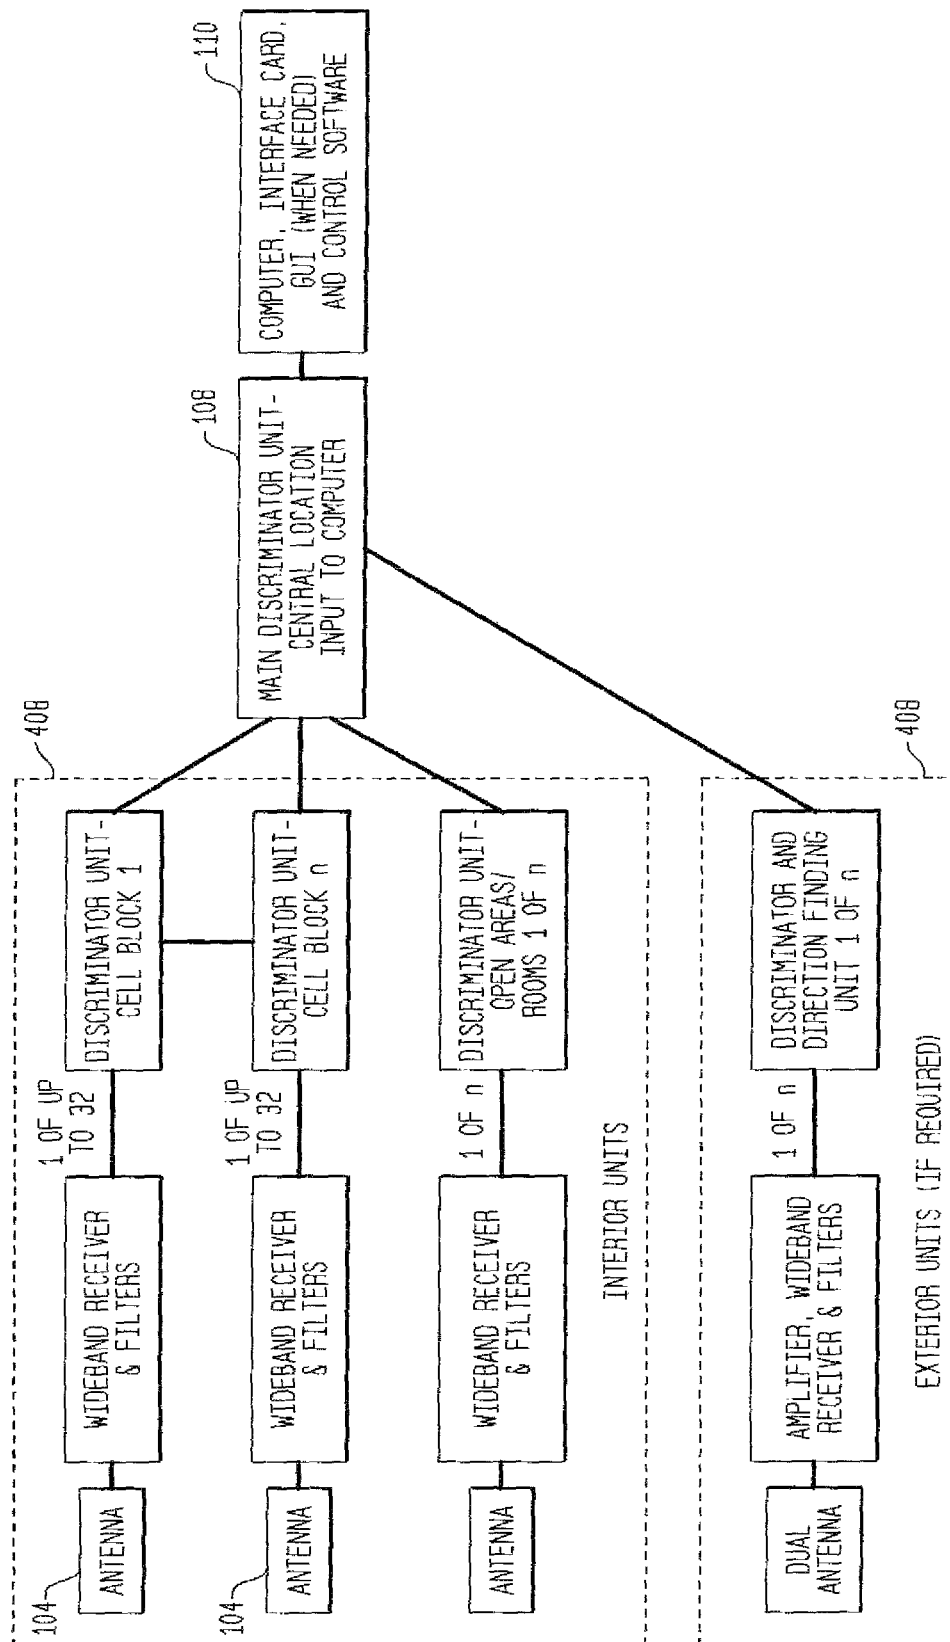 104
ANTENNA
WIDEBAND RECEIVER
& FILTERS
1 OF UP
TO 32
DISCRIMINATOR UNIT-
CELL BLOCK 1
408
104
ANTENNA
WIDEBAND RECEIVER
& FILTERS
1 OF UP
TO 32
DISCRIMINATOR UNIT-
CELL BLOCK n
108
MAIN DISCRIMINATOR UNIT-
CENTRAL LOCATION
INPUT TO COMPUTER
110
COMPUTER, INTERFACE CARD,
GUI (WHEN NEEDED)
AND CONTROL SOFTWARE
ANTENNA
WIDEBAND RECEIVER
& FILTERS
1 OF n
DISCRIMINATOR UNIT-
OPEN AREAS/
ROOMS 1 OF n
INTERIOR UNITS
DUAL
ANTENNA
AMPLIFIER, WIDEBAND
RECEIVER & FILTERS
1 OF n
DISCRIMINATOR AND
DIRECTION FINDING
UNIT 1 OF n
408
EXTERIOR UNITS (IF REQUIRED)